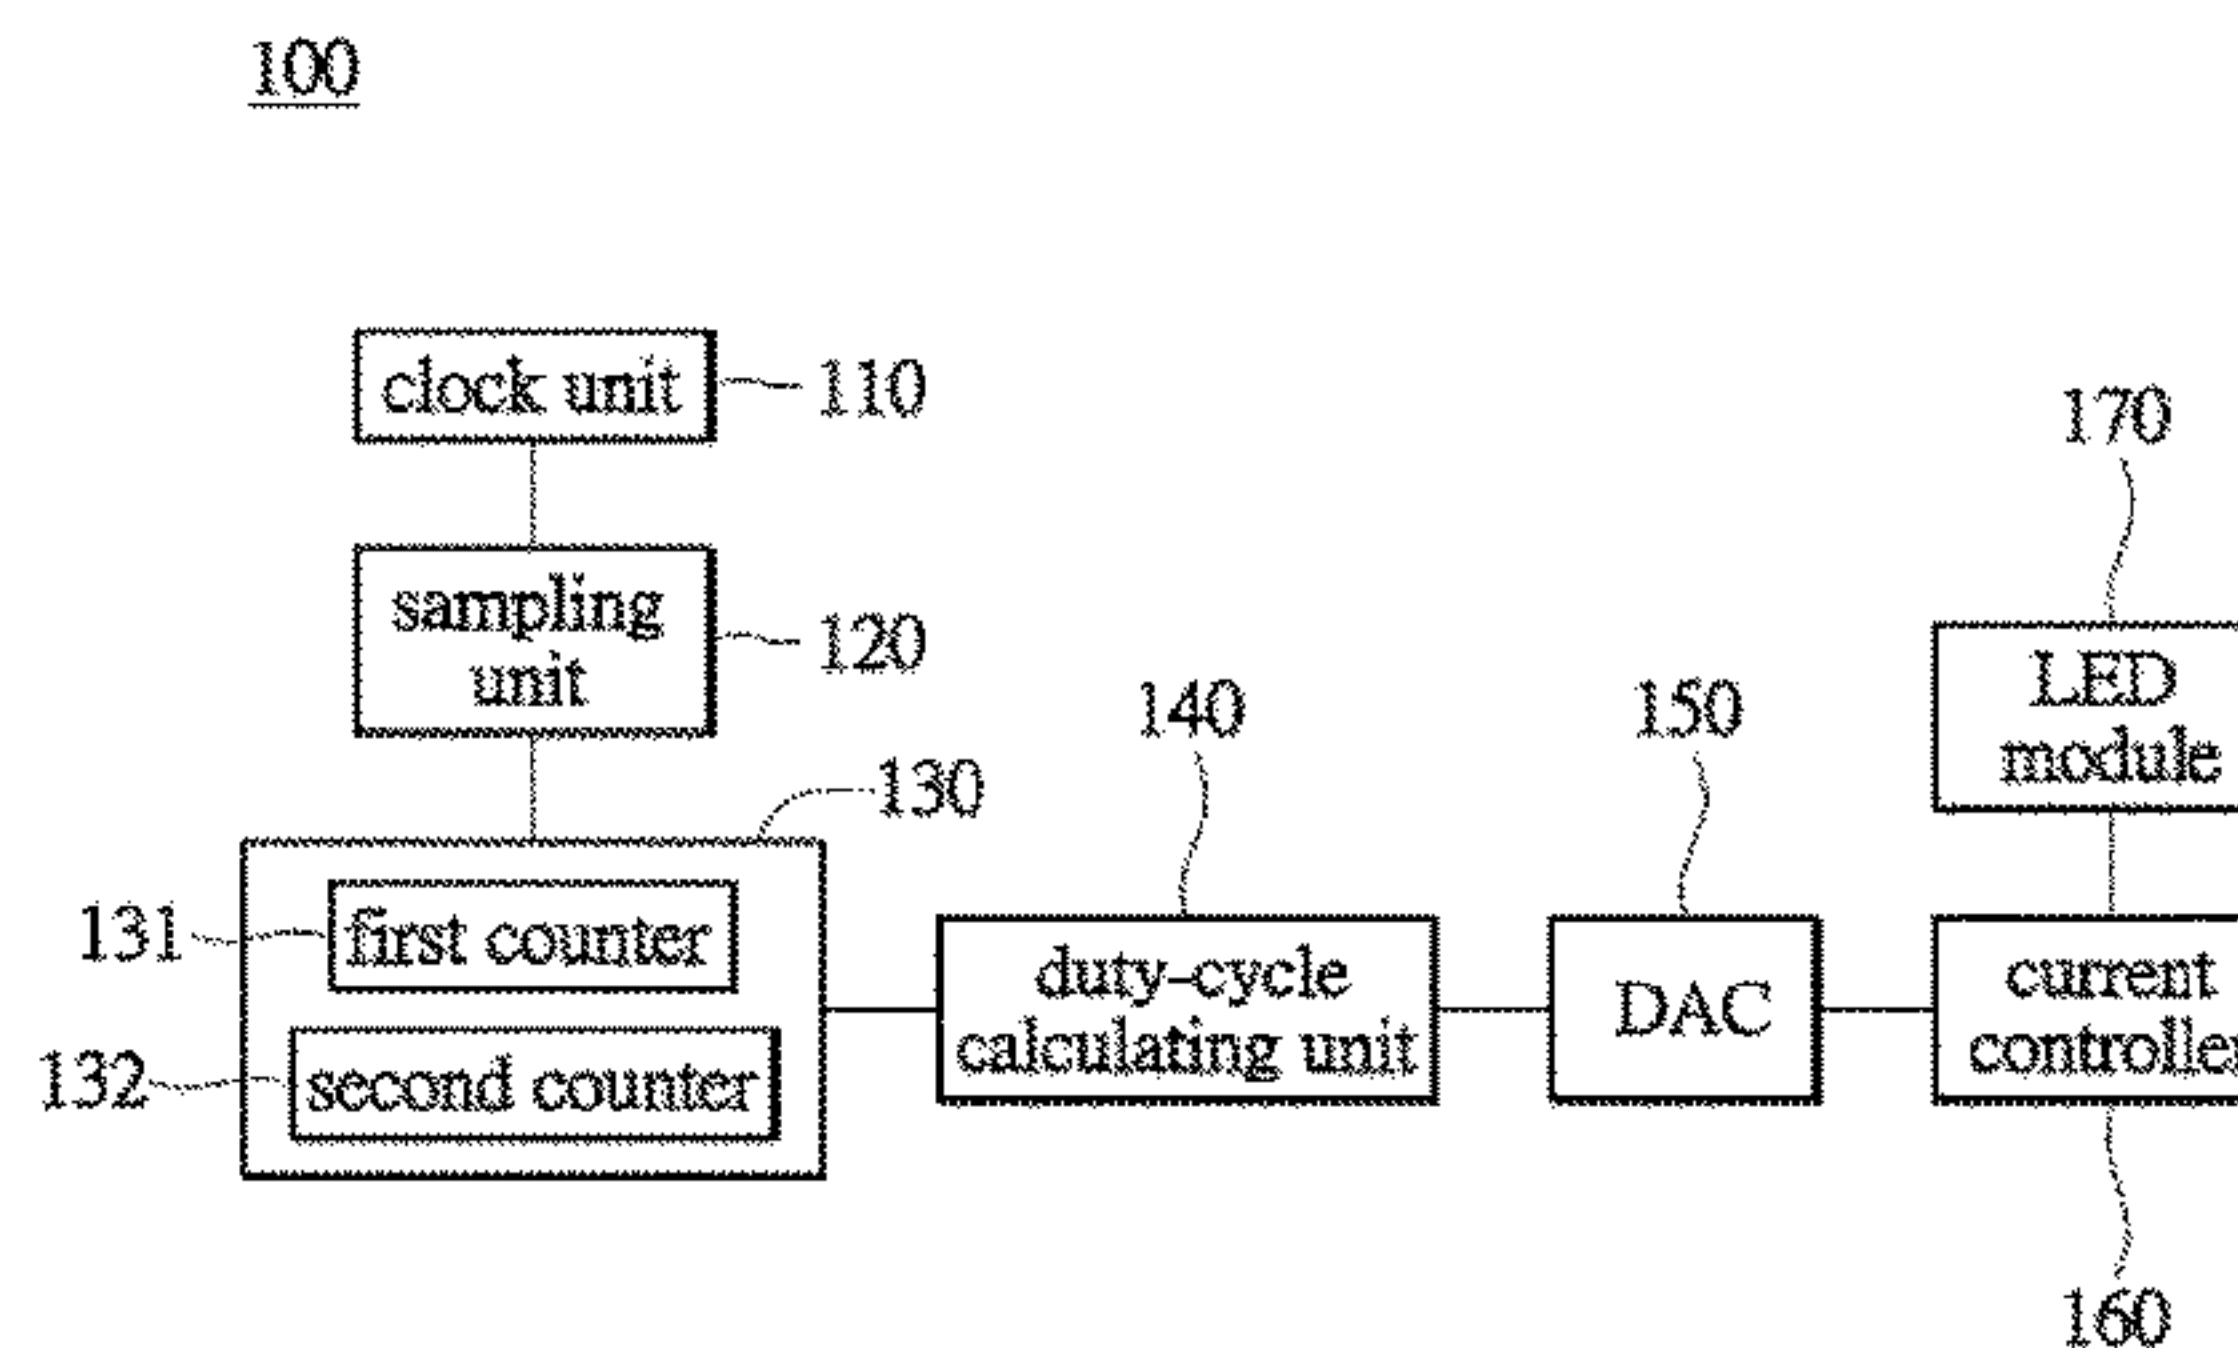 100
clock unit
110
170
sampling
unit
120
LED
module
140
150
130
131
first counter
duty-cycle
calculating unit
DAC
current
controller
132
second counter
160